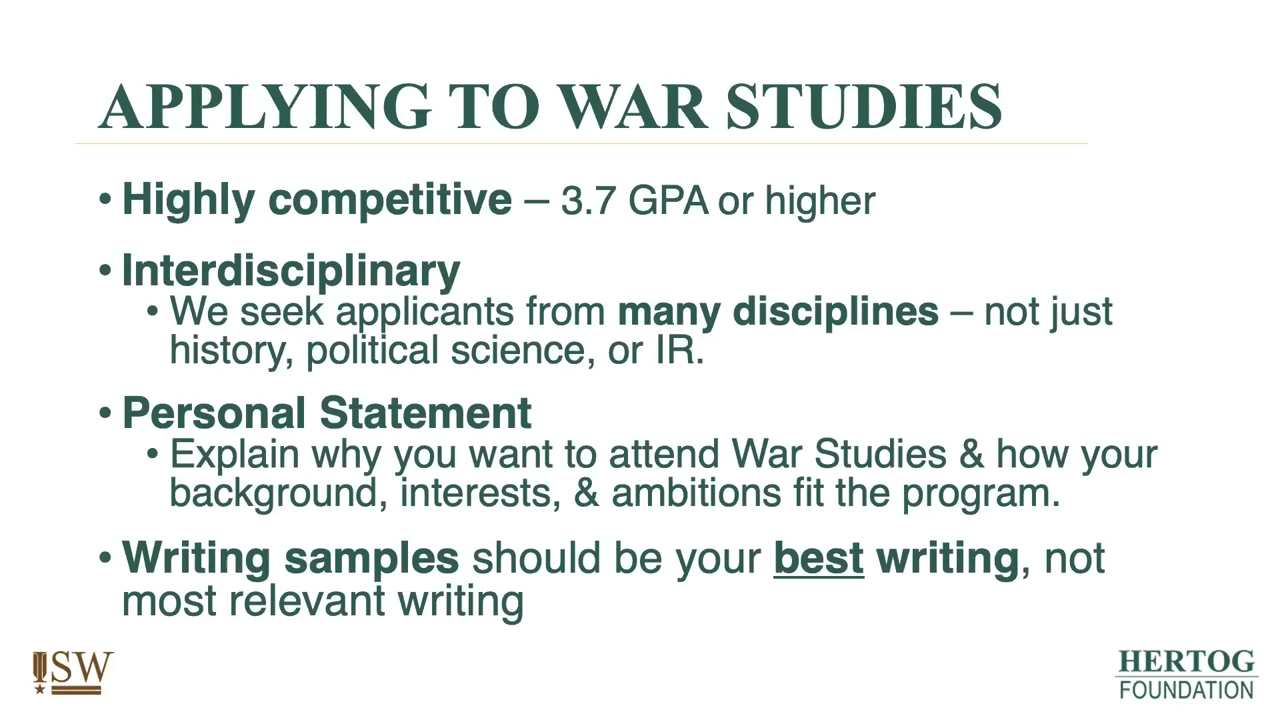 APPLYING TO WAR STUDIES
• Highly competitive – 3.7 GPA or higher
• Interdisciplinary
• We seek applicants from many disciplines – not just
history, political science, or IR.
• Personal Statement
• Explain why you want to attend War Studies & how your
background, interests, & ambitions fit the program.
• Writing samples should be your best writing, not
most relevant writing
ISW
HERTOG
FOUNDATION